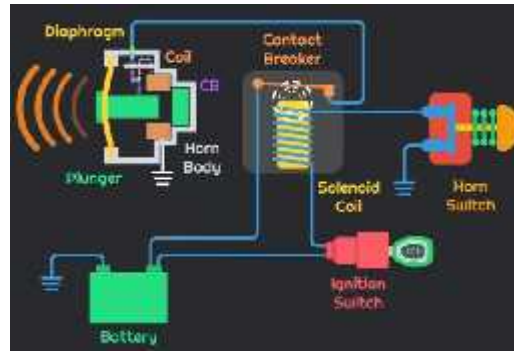 Diaphragm
Coil
Contact
Breaker
CB
Horn
Body
Plunger
Solenoid
Coil
Horn
Switch
Ignition
Switch
Battery